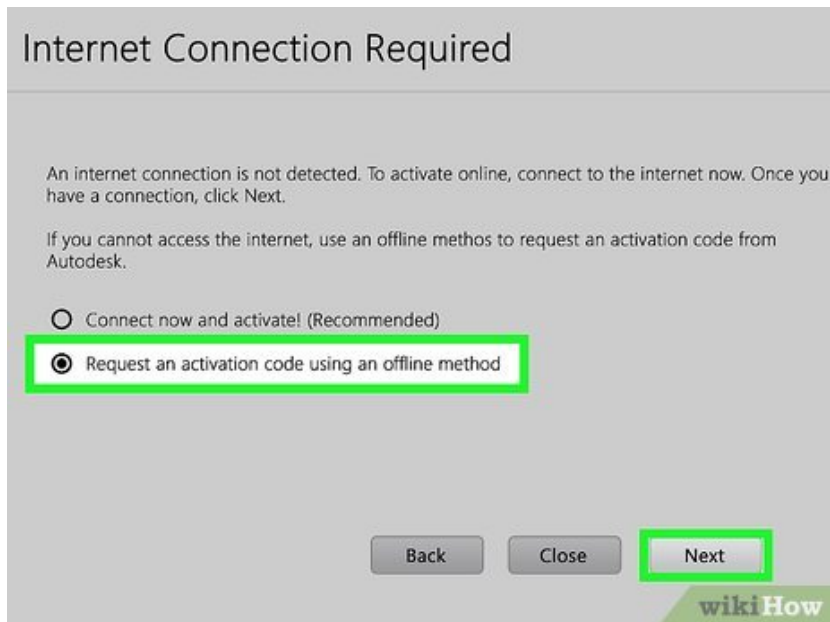 Internet Connection Required
An internet connection is not detected. To activate online, connect to the internet now. Once you
have a connection, click Next.
If you cannot access the internet, use an offline methos to request an activation code from
Autodesk.
Connect now and activate! (Recommended)
Request an activation code using an offline method
Back Close Next
wikiHow